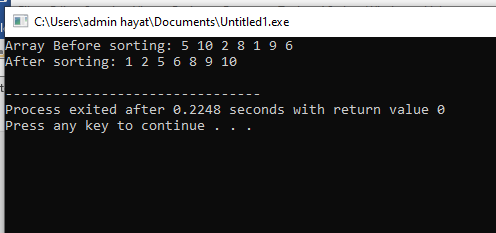 C:\Users\admin hayat\Documents\Untitled1.exe
Array Before sorting: 5 10 2 8 1 9 6
After sorting: 1 2 5 6 8 9 10
--------------------------------
Process exited after 0.2248 seconds with return value 0
Press any key to continue . . .